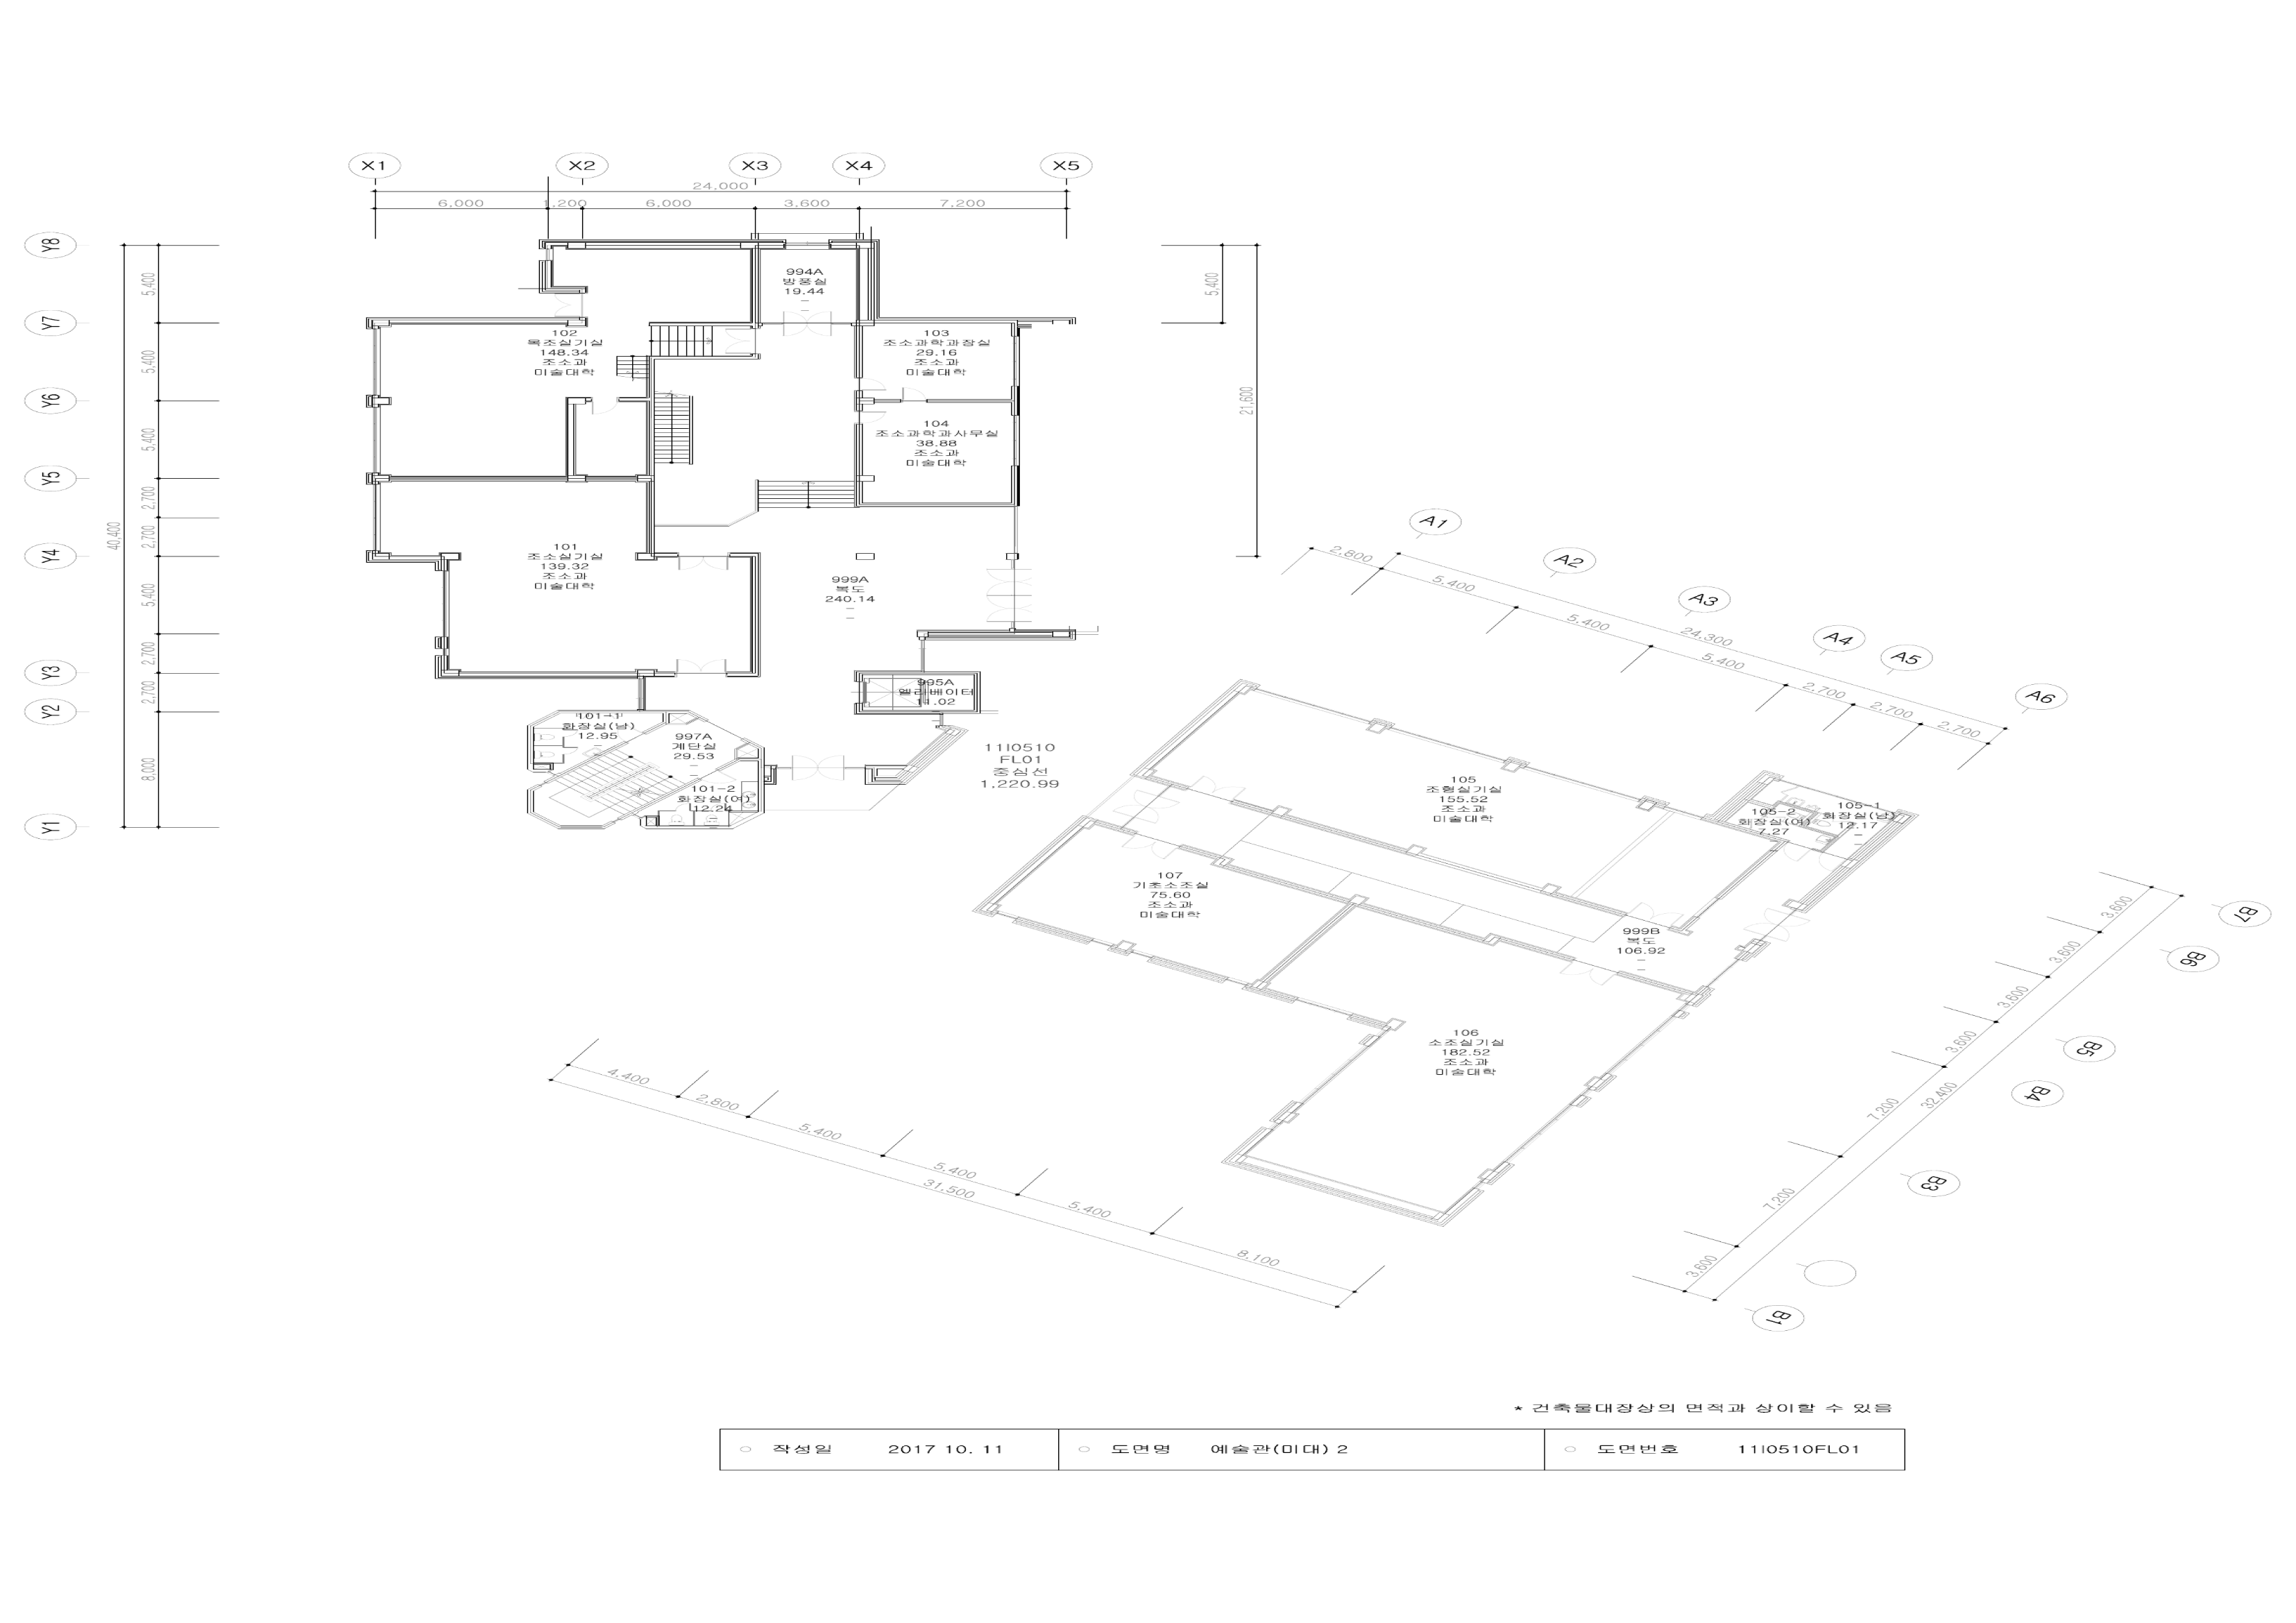 X1
X2
X3
X4
X5
24,000
6,000
1,200
6,000
3,600
7,200
Y8
Y7
Y6
Y5
Y4
Y3
Y2
Y1
5,400
5,400
5,400
2,700
2,700
5,400
2,700
2,700
8,000
40,400
5,400
21,600
994A
방풍실
19.44
102
목조실기실
148.34
조소과
미술대학
103
조소과학과장실
29.16
조소과
미술대학
104
조소과학과사무실
38.88
조소과
미술대학
101
조소실기실
139.32
조소과
미술대학
999A
복도
240.14
995A
엘리베이터
11.02
101-1
화장실(남)
12.95
997A
계단실
29.53
101-2
화장실(여)
12.24
11I0510
FL01
중심선
1,220.99
A1
A2
A3
A4
A5
A6
2,800
5,400
5,400
24,300
5,400
2,700
2,700
2,700
105
조형실기실
155.52
조소과
미술대학
105-1
화장실(남)
12.17
105-2
화장실(여)
7.27
107
기초소조실
75.60
조소과
미술대학
999B
복도
106.92
106
소조실기실
182.52
조소과
미술대학
B7
B6
B5
B4
B3
B1
3,600
3,600
3,600
3,600
7,200
32,400
7,200
3,600
4,400
2,800
5,400
5,400
31,500
5,400
8,100
* 건축물대장상의 면적과 상이할 수 있음
작성일 2017 10. 11 도면명 예술관(미대) 2 도면번호 11I0510FL01